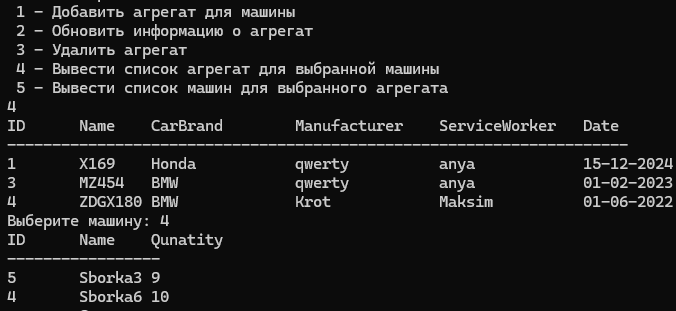 1 - Добавить агрегат для машины
2 - Обновить информацию о агрегат
3 - Удалить агрегат
4 - Вывести список агрегат для выбранной машины
5 - Вывести список машин для выбранного агрегата
4
ID Name CarBrand Manufacturer ServiceWorker Date
---------------------------------------------------------------------
1 X169 Honda qwerty anya 15-12-2024
3 MZ454 BMW qwerty anya 01-02-2023
4 ZDGX180 BMW Krot Maksim 01-06-2022
Выберите машину: 4
ID Name Qunatity
-----------------
5 Sborka3 9
4 Sborka6 10